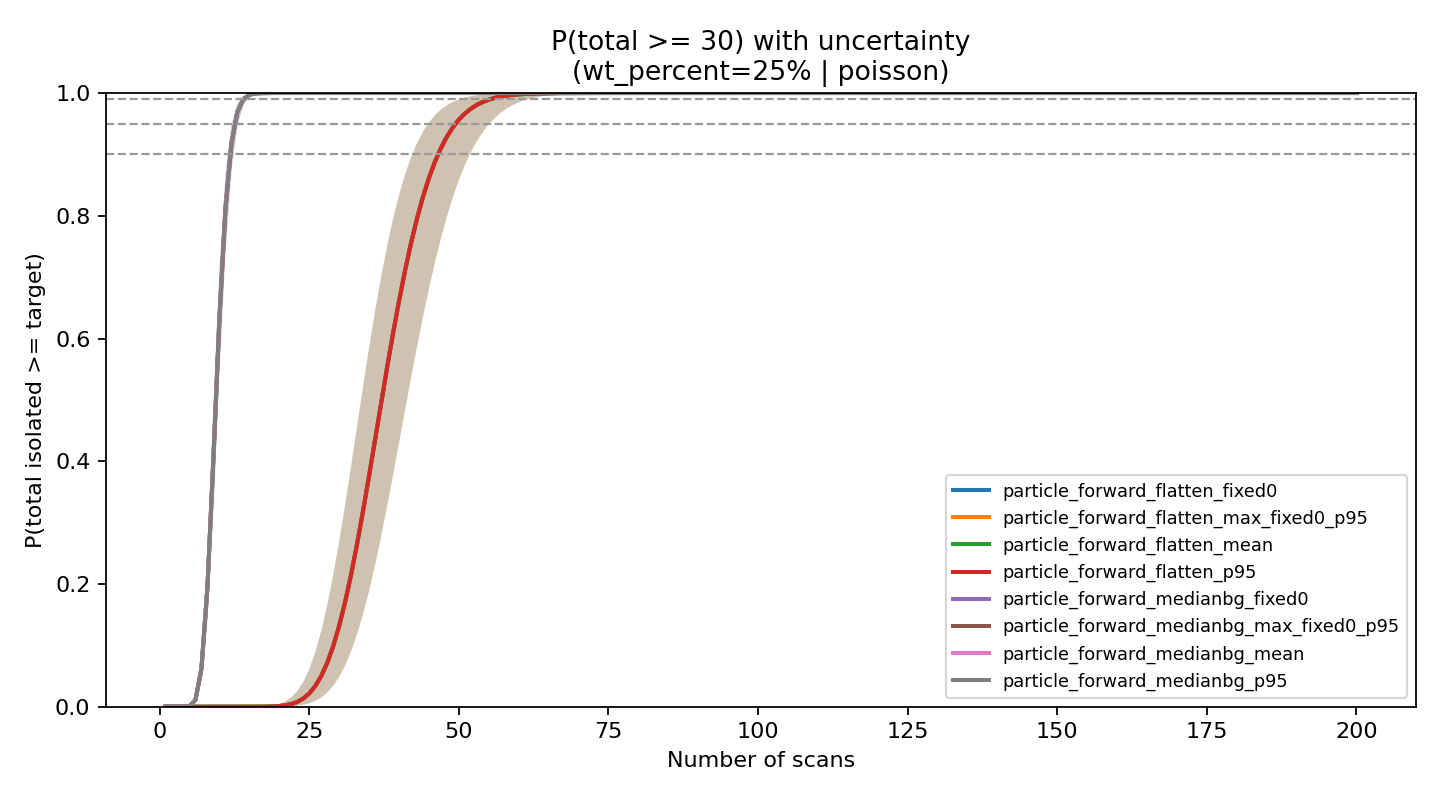 P(total >= 30) with uncertainty
(wt_percent=25% | poisson)
P(total isolated >= target)
1.0
0.8
0.6
0.4
0.2
0.0
0 25 50 75 100 125 150 175 200
Number of scans
particle_forward_flatten_fixed0
particle_forward_flatten_max_fixed0_p95
particle_forward_flatten_mean
particle_forward_flatten_p95
particle_forward_medianbg_fixed0
particle_forward_medianbg_max_fixed0_p95
particle_forward_medianbg_mean
particle_forward_medianbg_p95